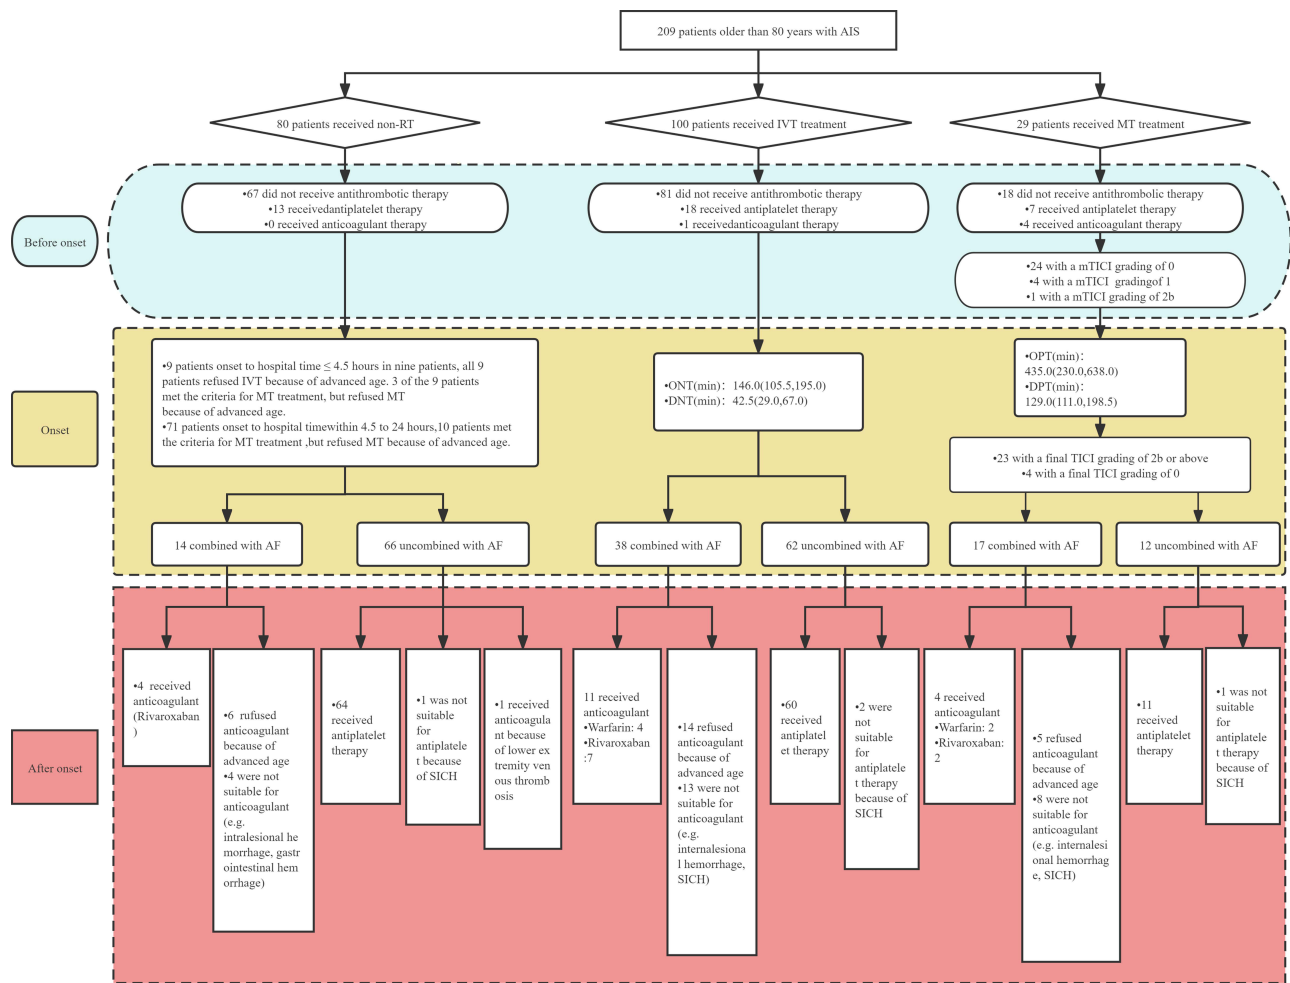 209 patients older than 80 years with AIS
80 patients received non-RT
100 patients received IVT treatment
29 patients received MT treatment
Before onset
•67 did not receive antithrombotic therapy
•13 receivedantiplatelet therapy
•0 received anticoagulant therapy
•81 did not receive antithrombotic therapy
•18 received antiplatelet therapy
•1 receivedanticoagulant therapy
•18 did not receive antithrombolic therapy
•7 received antiplatelet therapy
•4 received anticoagulant therapy
•24 with a mTICI grading of 0
•4 with a mTICI gradingof 1
•1 with a mTICI grading of 2b
Onset
•9 patients onset to hospital time ≤ 4.5 hours in nine patients, all 9
patients refused IVT because of advanced age. 3 of the 9 patients
met the criteria for MT treatment, but refused MT
because of advanced age.
•71 patients onset to hospital timewithin 4.5 to 24 hours,10 patients met
the criteria for MT treatment ,but refused MT because of advanced age.
•ONT(min)：146.0(105.5,195.0)
•DNT(min)：42.5(29.0,67.0)
•OPT(min)：
435.0(230.0,638.0)
•DPT(min)：
129.0(111.0,198.5)
•23 with a final TICI grading of 2b or above
•4 with a final TICI grading of 0
14 combined with AF
66 uncombined with AF
38 combined with AF
62 uncombined with AF
17 combined with AF
12 uncombined with AF
After onset
•4 received
anticoagulant
(Rivaroxaban
)
•6 rufused
anticoagulant
because of
advanced age
•4 were not
suitable for
anticoagulant
(e.g.
intralesional he
morrhage, gastr
ointestinal hem
orrhage)
•64
received
antiplatelet
therapy
•1 was not
suitable
for
antiplatele
t because
of SICH
•1 received
anticoagula
nt because
of lower ex
tremity ven
ous thromb
osis
11 received
anticoagulant
•Warfarin: 4
•Rivaroxaban
:7
•14 refused
anticoagulant
because of
advanced age
•13 were not
suitable for
anticoagulant
(e.g.
internalesiona
l hemorrhage,
SICH)
•60
received
antiplatel
et therapy
•2 were
not
suitable
for
antiplatele
t therapy
because of
SICH
4 received
anticoagulant
•Warfarin: 2
•Rivaroxaban:
2
•5 refused
anticoagulant
because of
advanced age
•8 were not
suitable for
anticoagulant
(e.g. internalesi
onal hemorrhag
e, SICH)
•11
received
antiplatelet
therapy
•1 was not
suitable
for
antiplatele
t therapy
because of
SICH